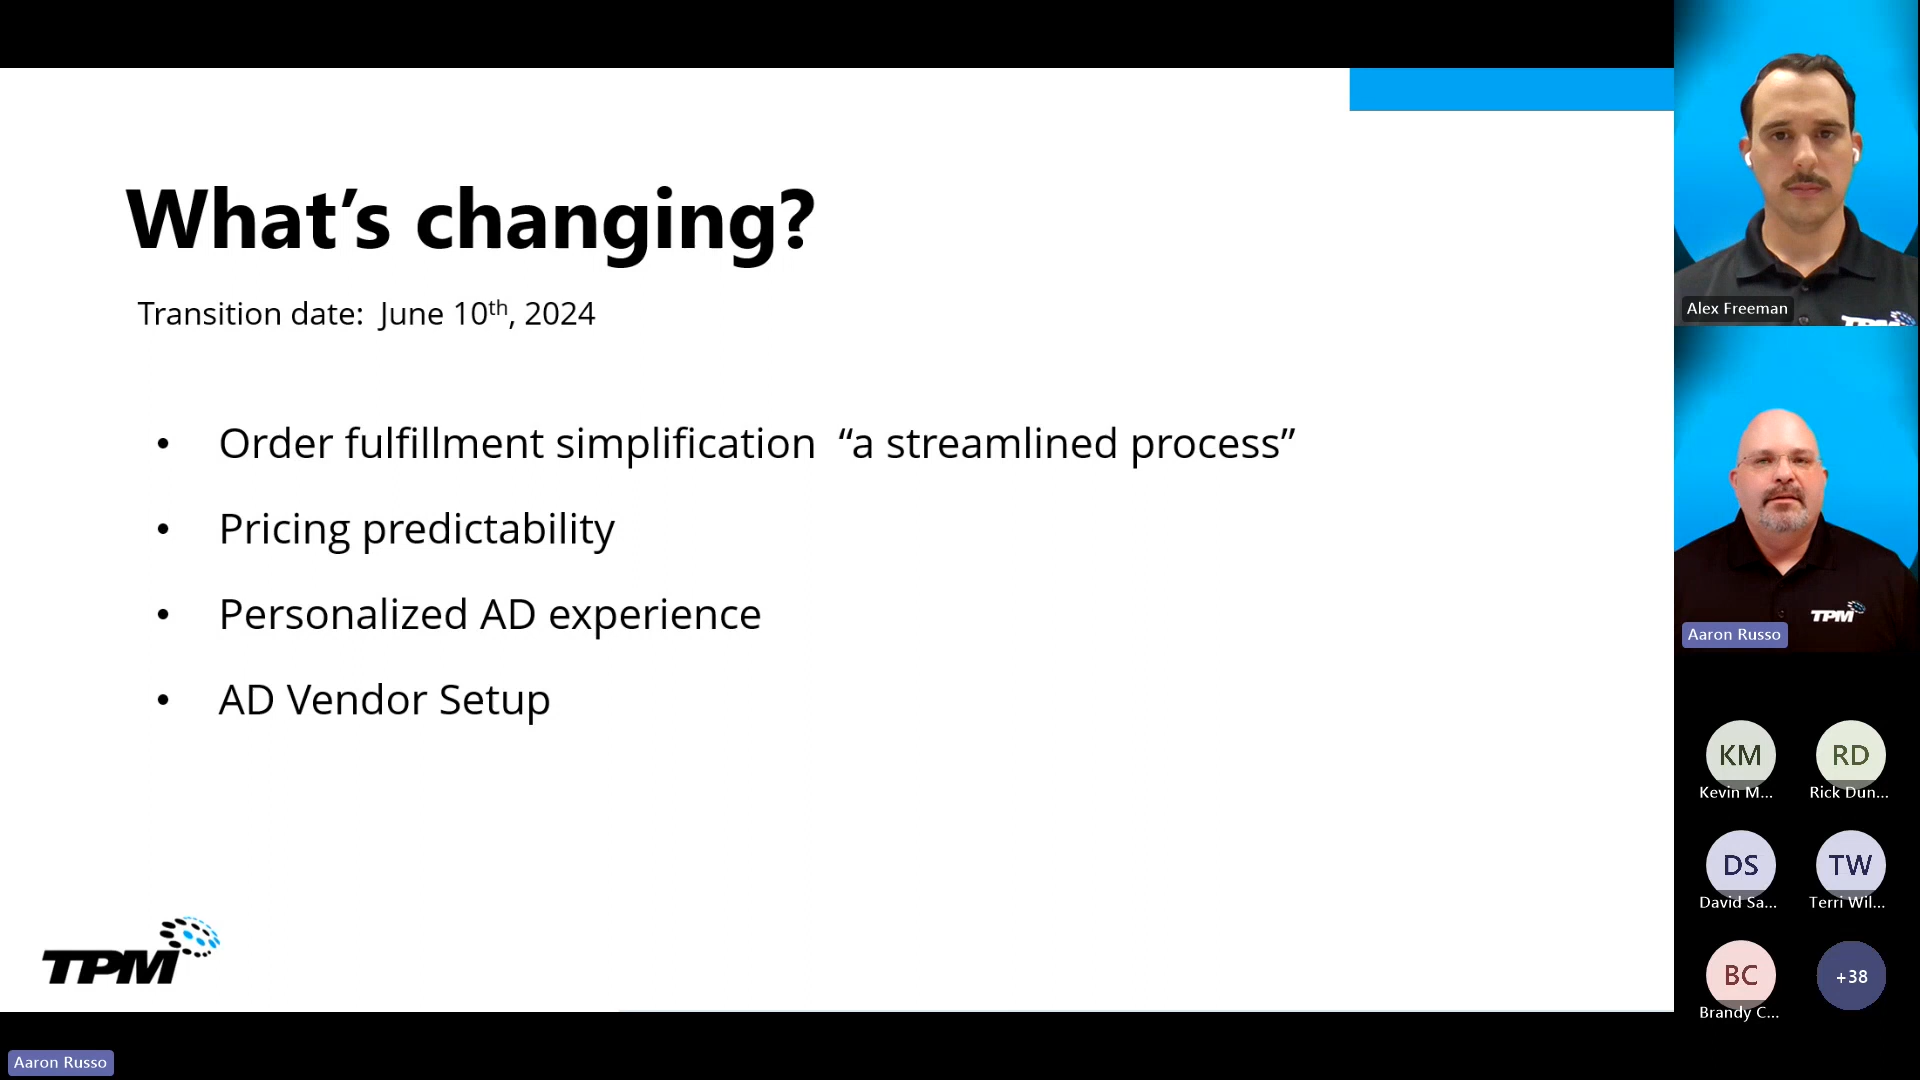 What's changing?
Transition date:  June 10th, 2024
• Order fulfillment simplification  “a streamlined process”
• Pricing predictability
• Personalized AD experience
• AD Vendor Setup
TPM
Aaron Russo
Alex Freeman
TPM
Aaron Russo
TPM
KM
Kevin M...
RD
Rick Dun...
DS
David Sa...
TW
Terri Wil...
BC
Brandy C...
+38